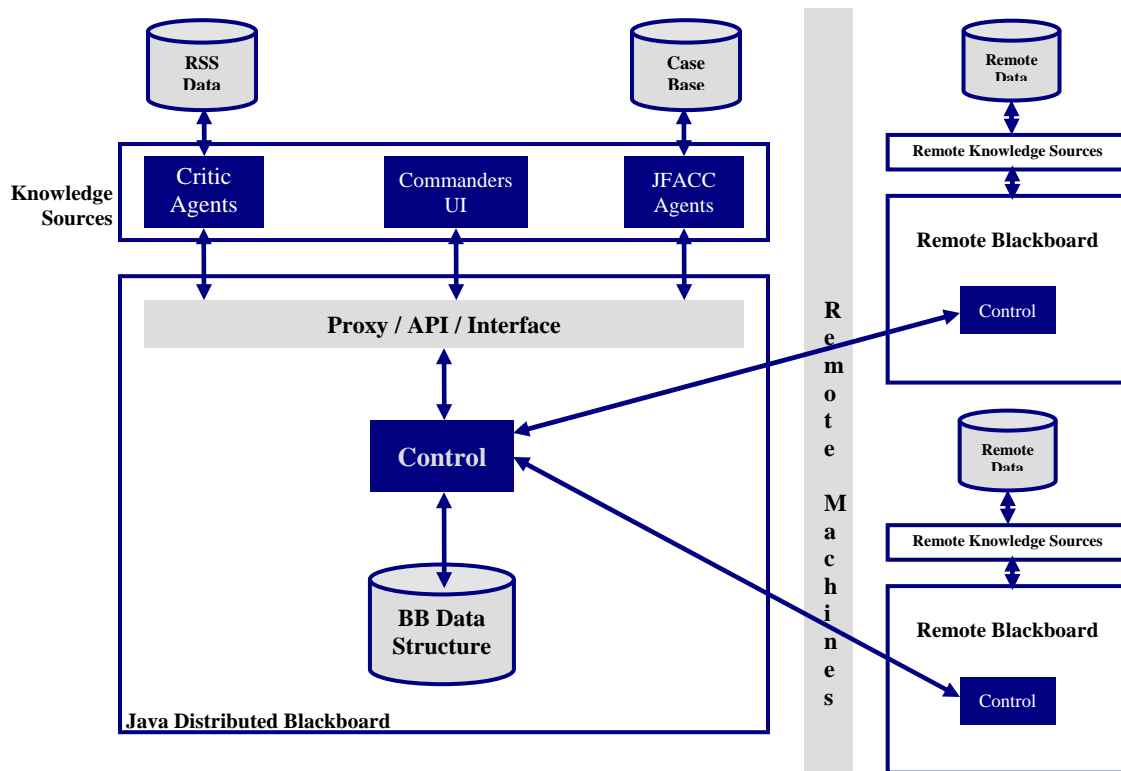 RSS
Data
Case
Base
Remote
Data
Knowledge
Sources
Critic
Agents
Commanders
UI
JFACC
Agents
Remote Knowledge Sources
Remote Blackboard
Control
Proxy / API / Interface
Control
BB Data
Structure
Java Distributed Blackboard
Remote Machines
Remote
Data
Remote Knowledge Sources
Remote Blackboard
Control